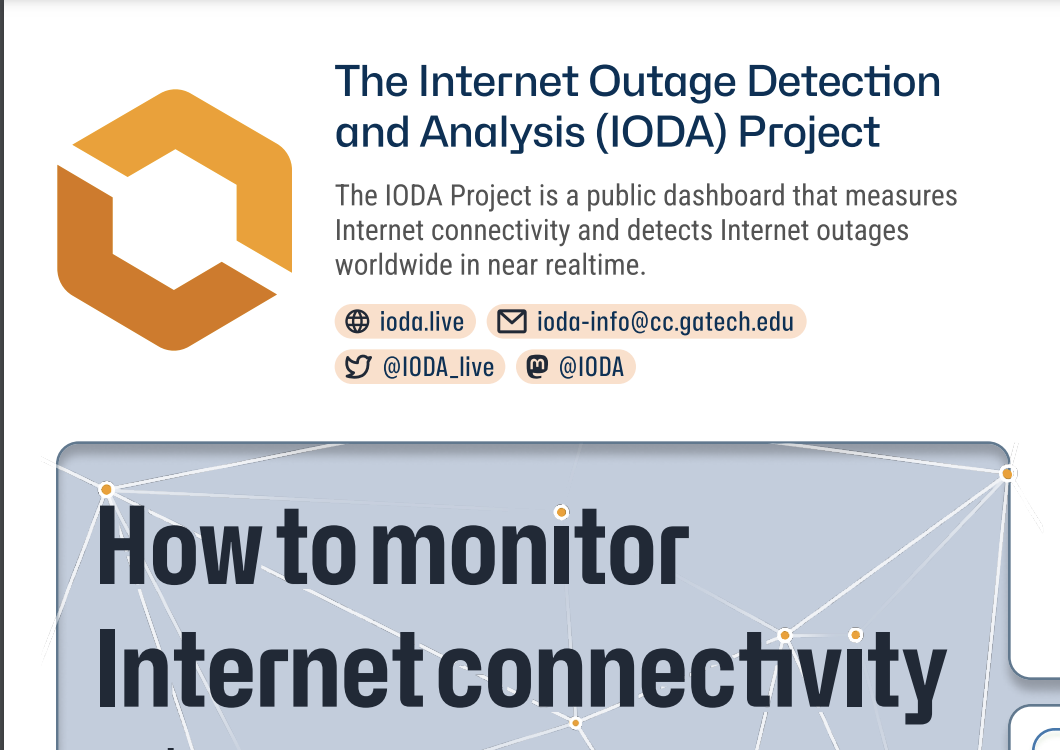 The Internet Outage Detection
and Analysis (IODA) Project
The IODA Project is a public dashboard that measures
Internet connectivity and detects Internet outages
worldwide in near realtime.
ioda.live ioda-info@cc.gatech.edu
@IODA_live @IODA
How to monitor
Internet connectivity